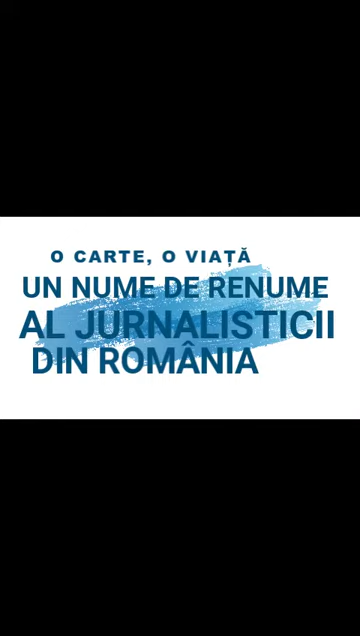 O CARTE, O VIAȚĂ
UN NUME DE RENUME
AL JURNALISTICII
DIN ROMÂNIA